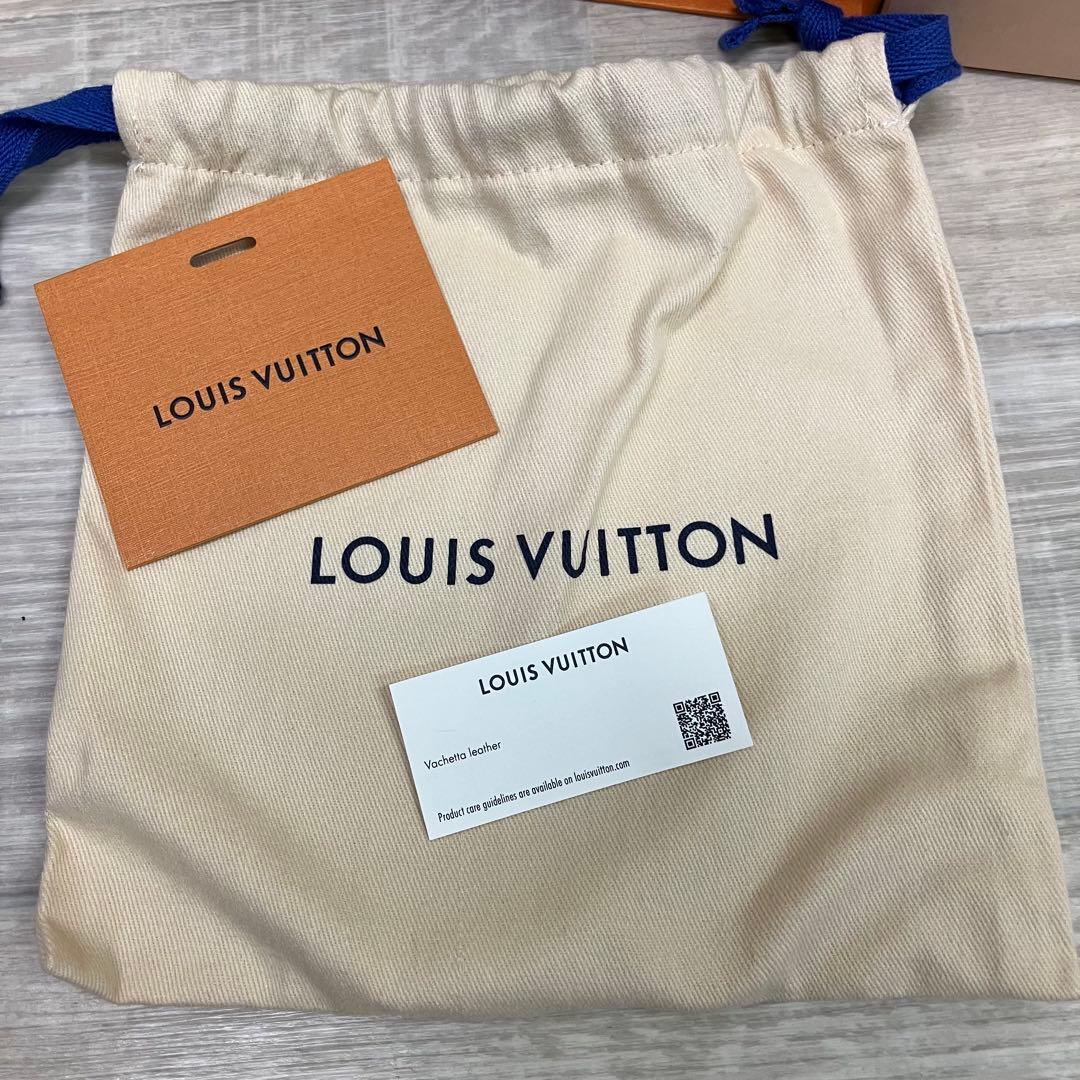 LOUIS VUITTON
LOUIS VUITTON
LOUIS VUITTON
Vachetta leather
Product care guidelines are available on louisvuitton.com